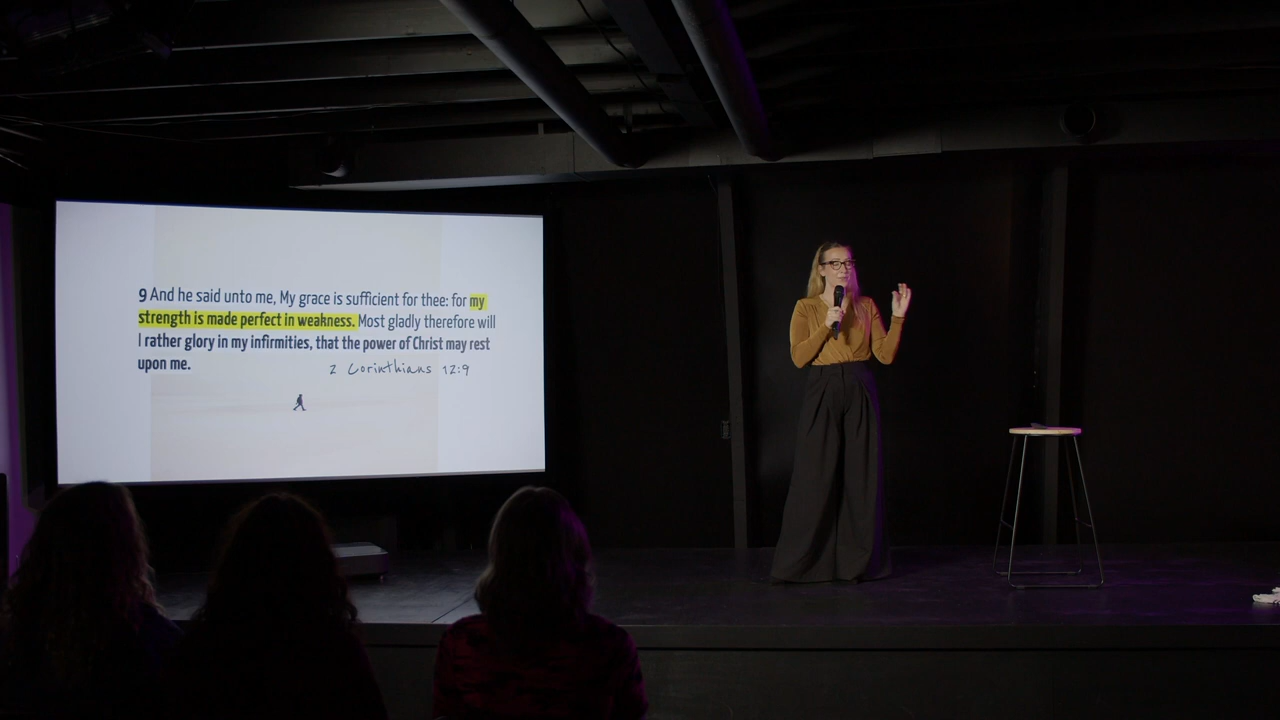 9 And he said unto me, My grace is sufficient for thee: for my
strength is made perfect in weakness. Most gladly therefore will
I rather glory in my infirmities, that the power of Christ may rest
upon me.
2 Corinthians 12:9